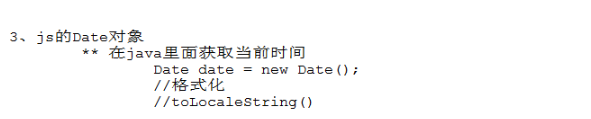 3、js的Date对象
** 在java里面获取当前时间
Date date = new Date();
//格式化
//toLocaleString()